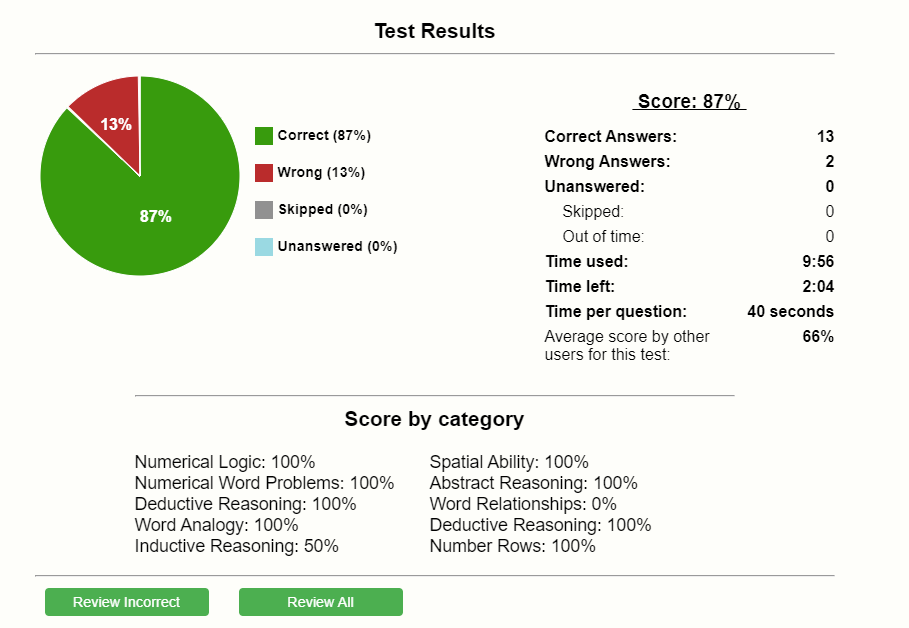 Test Results
13%
87%
Correct (87%)
Wrong (13%)
Skipped (0%)
Unanswered (0%)
Score: 87%
Correct Answers: 13
Wrong Answers: 2
Unanswered: 0
Skipped: 0
Out of time: 0
Time used: 9:56
Time left: 2:04
Time per question: 40 seconds
Average score by other 66%
users for this test:
Score by category
Numerical Logic: 100%
Numerical Word Problems: 100%
Deductive Reasoning: 100%
Word Analogy: 100%
Inductive Reasoning: 50%
Spatial Ability: 100%
Abstract Reasoning: 100%
Word Relationships: 0%
Deductive Reasoning: 100%
Number Rows: 100%
Review Incorrect
Review All